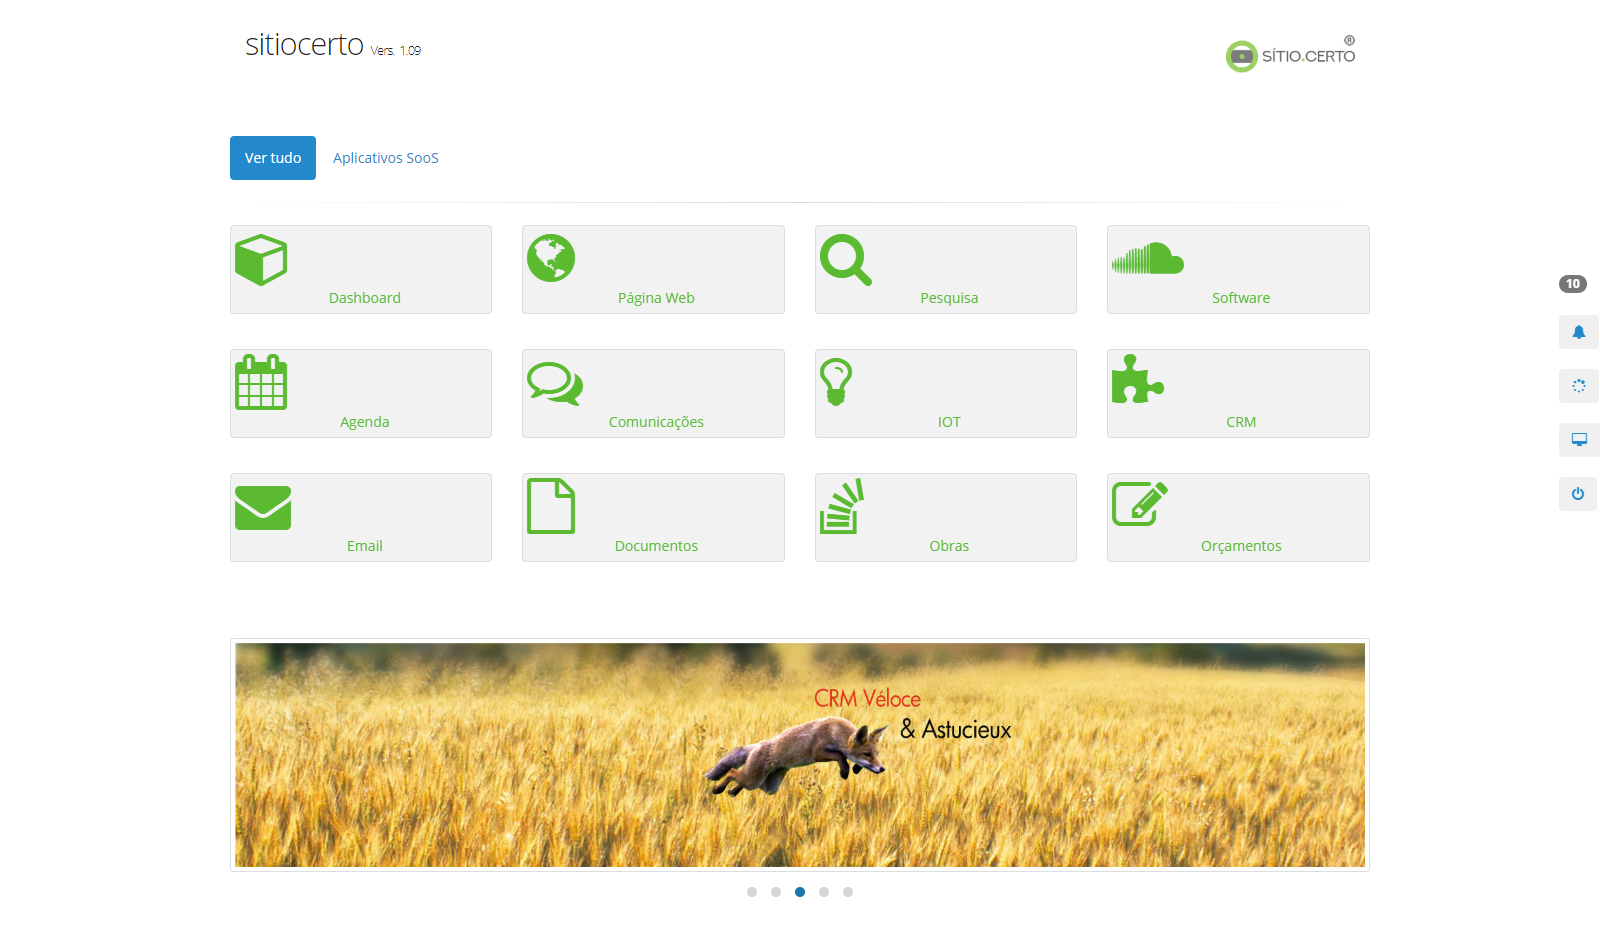 sitiocerto Vers. 1.09
SÍTIO.CERTO ®
Ver tudo Aplicativos SooS
Dashboard Página Web Pesquisa Software
10
Agenda Comunicações IOT CRM
Email Documentos Obras Orçamentos
CRM Véloce
& Astucieux